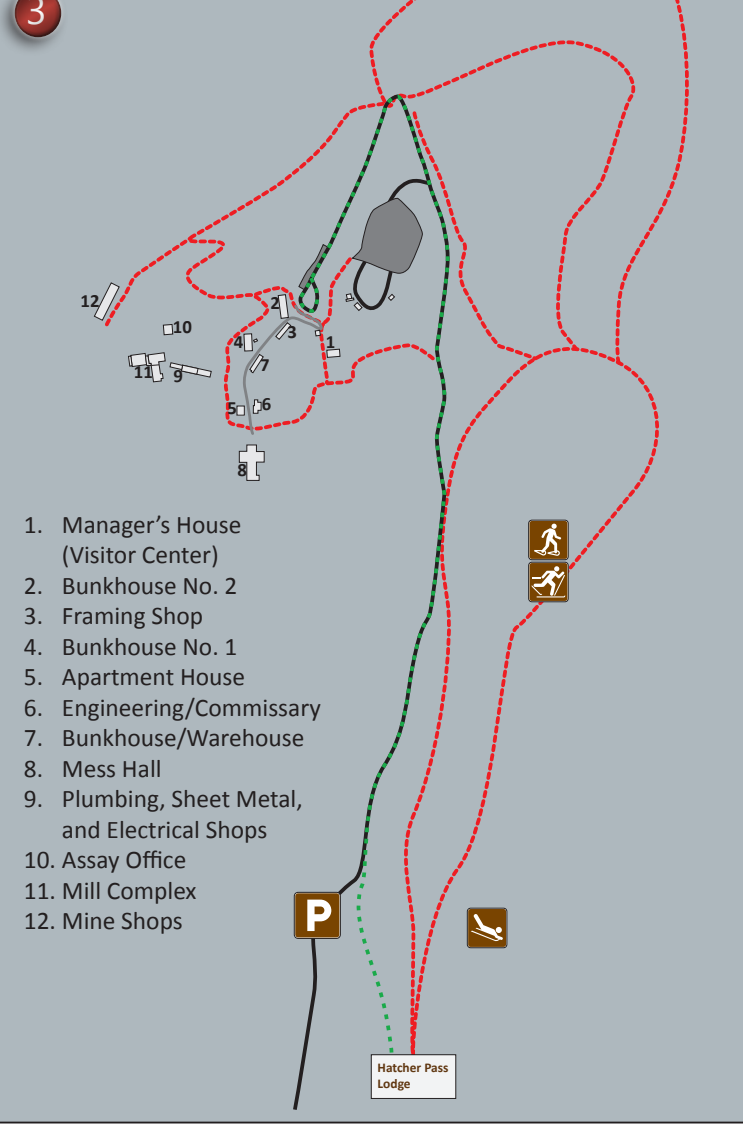 3
12
10
11
9
2
3
4
1
7
5
6
8
1. Manager's House
(Visitor Center)
2. Bunkhouse No. 2
3. Framing Shop
4. Bunkhouse No. 1
5. Apartment House
6. Engineering/Commissary
7. Bunkhouse/Warehouse
8. Mess Hall
9. Plumbing, Sheet Metal,
and Electrical Shops
10. Assay Office
11. Mill Complex
12. Mine Shops
P
Hatcher Pass
Lodge